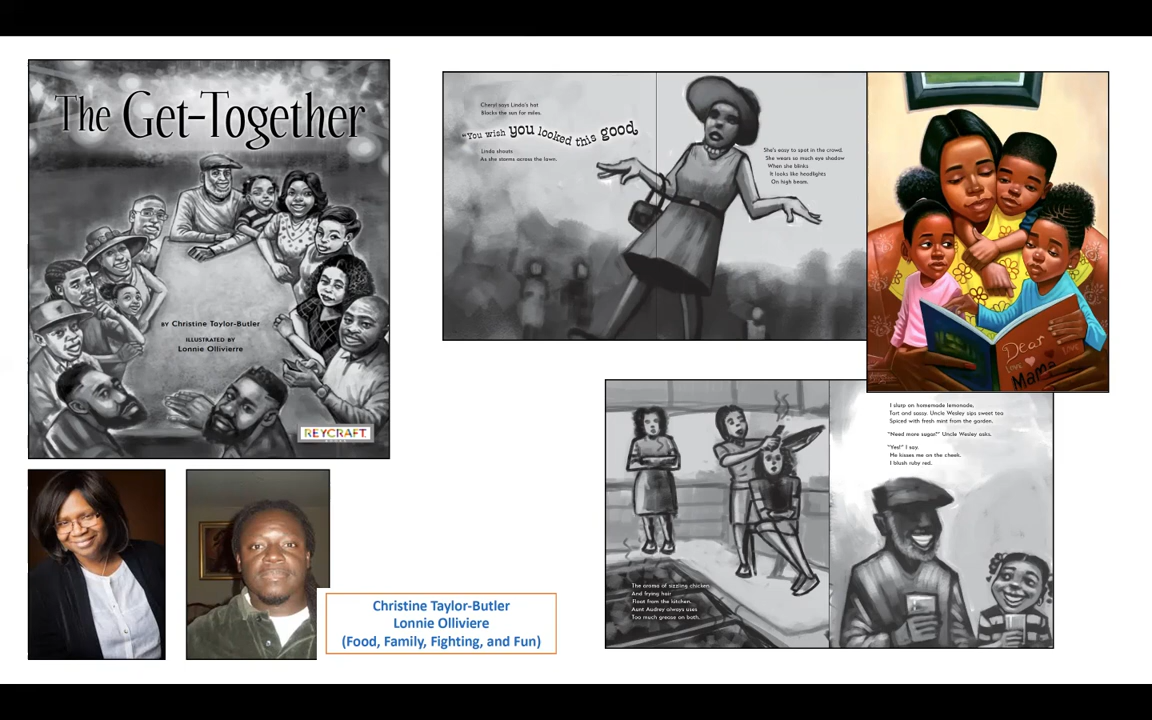 The Get-Together
BY Christine Taylor-Butler
ILLUSTRATED BY
Lonnie Ollivierre
REYCRAFT
Cheryl says Linda's hat
Blocks the sun for miles.
"You wish you looked this good,
Linda shouts
As she storms across the lawn.
She's easy to spot in the crowd.
She wears so much eye shadow
When she blinks
It looks like headlights
On high beam.
Dear
Mama
LOVE
I slurp on homemade lemonade,
Tart and sassy. Uncle Wesley sips sweet tea
Spiced with fresh mint from the garden.
"Need more sugar?" Uncle Wesley asks.
"Yes!" I say.
He kisses me on the cheek.
I blush ruby red.
The aroma of sizzling chicken
And frying hair
Float from the kitchen.
Aunt Audrey always uses
Too much grease on both.
Christine Taylor-Butler
Lonnie Olliviere
(Food, Family, Fighting, and Fun)